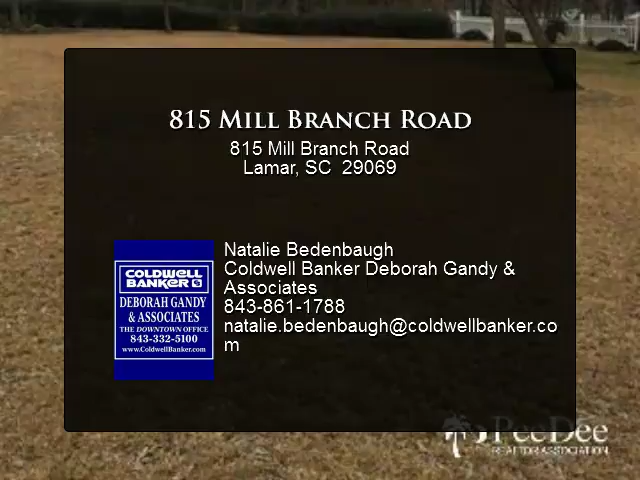 815 Mill Branch Road
815 Mill Branch Road
Lamar, SC 29069
Natalie Bedenbaugh
Coldwell Banker Deborah Gandy &
Associates
843-861-1788
natalie.bedenbaugh@coldwellbanker.co
m
COLDWELL
BANKER
DEBORAH GANDY
& ASSOCIATES
THE DOWNTOWN OFFICE
843-332-5100
www.ColdwellBanker.com
PeeDee
REALTOR ASSOCIATION